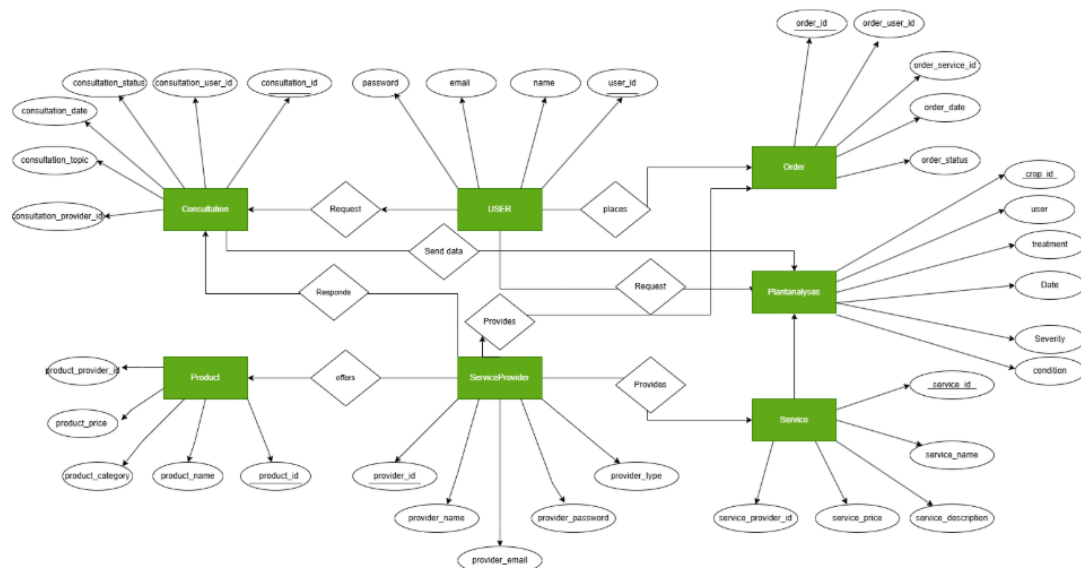 order_id
order_user_id
consultation_status
consultation_user_id
consultation_id
password
email
name
user_id
order_service_id
consultation_date
order_date
consultation_topic
Order
order_status
crop_id
Consultation
Request
USER
places
user
consultation_provider_id
Send data
treatment
Responds
Request
Plantanalyses
Date
Provides
Severity
product_provider_id
Product
offers
ServiceProvider
Provides
condition
service_id
product_price
Service
service_name
product_category
product_name
product_id
provider_id
provider_type
provider_name
provider_password
service_provider_id
service_price
service_description
provider_email